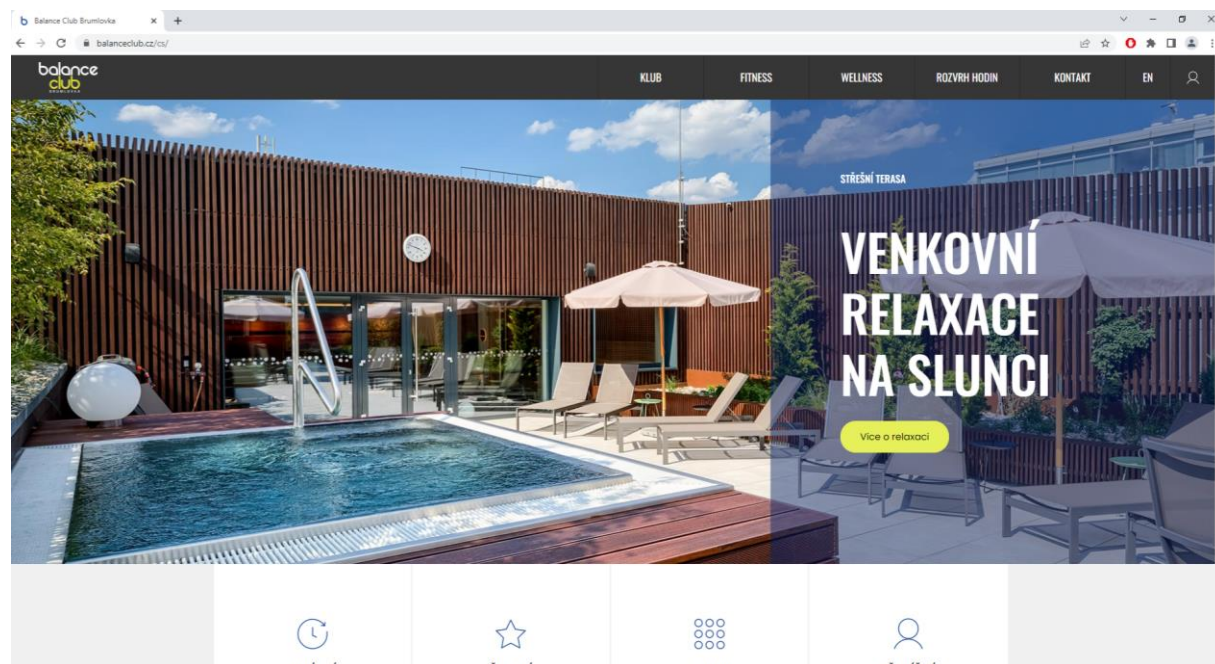 Balance Club Brumlovka
balanceclub.cz/cs/
balance
club
BRUMLOVKA
KLUB
FITNESS
WELLNESS
ROZVRH HODIN
KONTAKT
EN
STŘEŠNÍ TERASA
VENKOVNÍ
RELAXACE
NA SLUNCI
Více o relaxaci